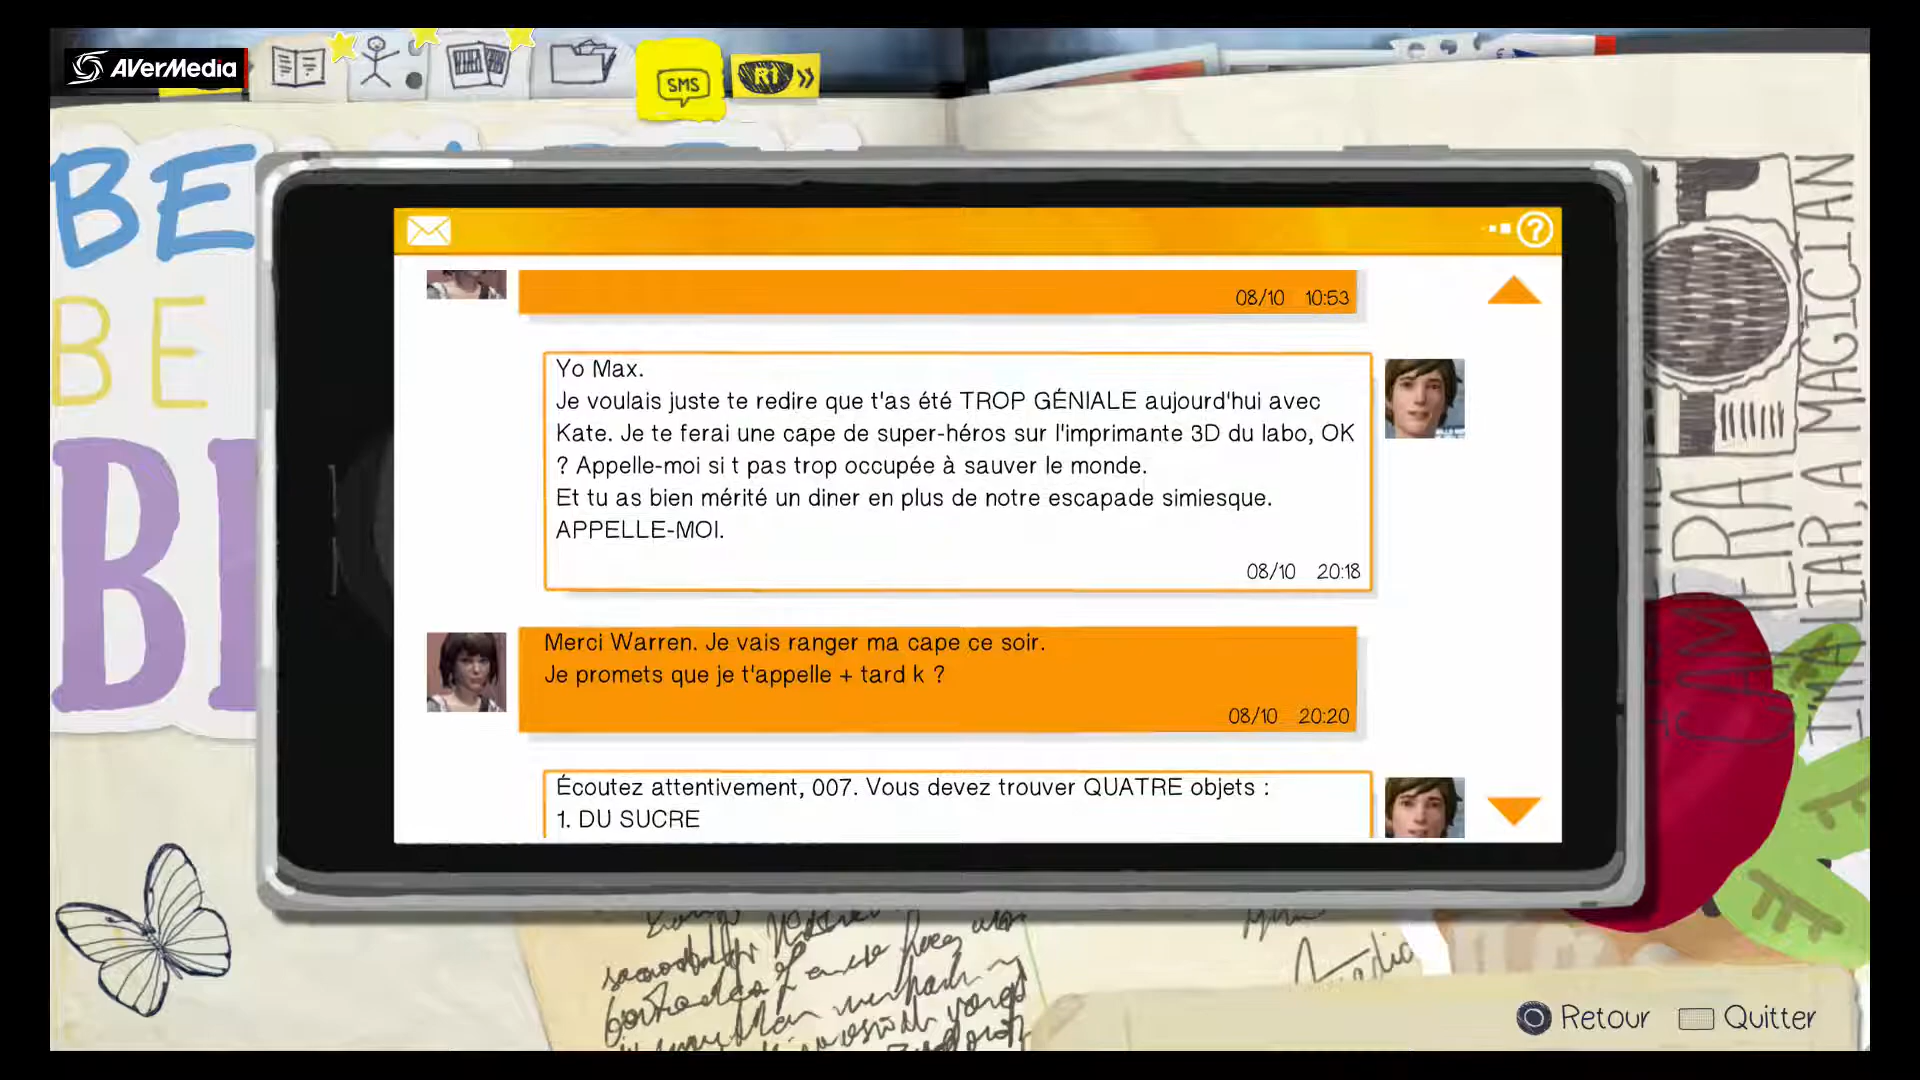 AVerMedia
SMS
R1
BE
BE
08/10 10:53
Yo Max.
Je voulais juste te redire que t'as été TROP GÉNIALE aujourd'hui avec
Kate. Je te ferai une cape de super-héros sur l'imprimante 3D du labo, OK
? Appelle-moi si t pas trop occupée à sauver le monde.
Et tu as bien mérité un diner en plus de notre escapade simiesque.
APPELLE-MOI.
08/10 20:18
Merci Warren. Je vais ranger ma cape ce soir.
Je promets que je t'appelle + tard k ?
08/10 20:20
Écoutez attentivement, 007. Vous devez trouver QUATRE objets :
1. DU SUCRE
A MAGICIAN
Retour
Quitter